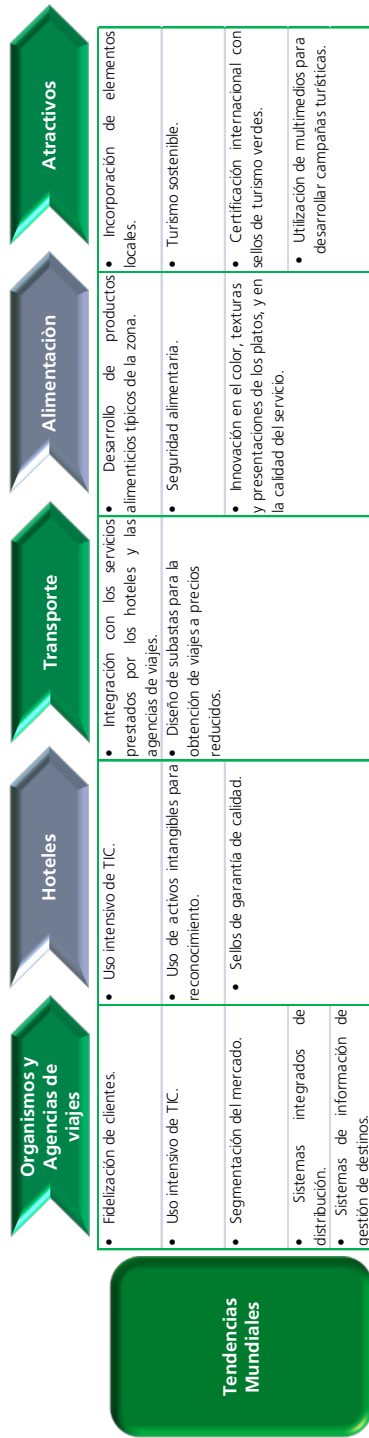 Organismos y
Agencias de
viajes
Hoteles
Transporte
Alimentaciòn
Atractivos
Tendencias
Mundiales
• Fidelización de clientes.
• Uso intensivo de TIC.
• Segmentación del mercado.
• Sistemas integrados de
distribución.
• Sistemas de información de
gestión de destinos.
• Uso intensivo de TIC.
• Uso de activos intangibles para
reconocimiento.
• Sellos de garantía de calidad.
• Integración con los servicios
prestados por los hoteles y las
agencias de viajes.
• Diseño de subastas para la
obtención de viajes a precios
reducidos.
• Desarrollo de productos
alimenticios típicos de la zona.
• Seguridad alimentaria.
• Innovación en el color, texturas
y presentaciones de los platos, y en
la calidad del servicio.
• Incorporación de elementos
locales.
• Turismo sostenible.
• Certificación internacional con
sellos de turismo verdes.
• Utilización de multimedios para
desarrollar campañas turísticas.